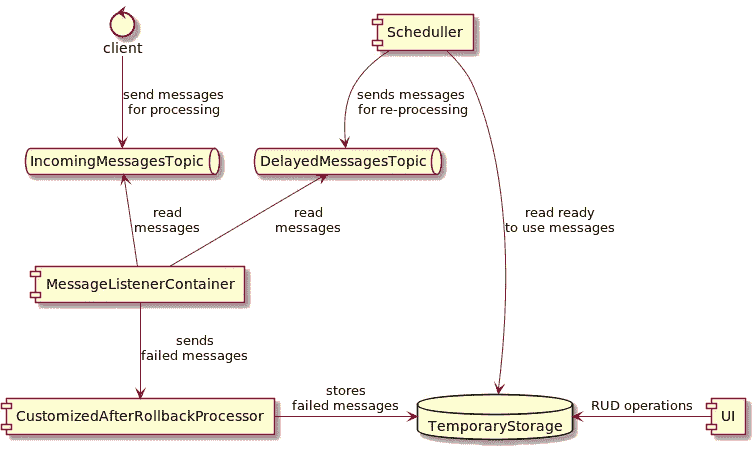 client
Scheduller
send messages
for processing
sends messages
for re-processing
IncomingMessagesTopic
DelayedMessagesTopic
read
messages
read
messages
read ready
to use messages
MessageListenerContainer
sends
failed messages
CustomizedAfterRollbackProcessor
stores
failed messages
TemporaryStorage
RUD operations
UI